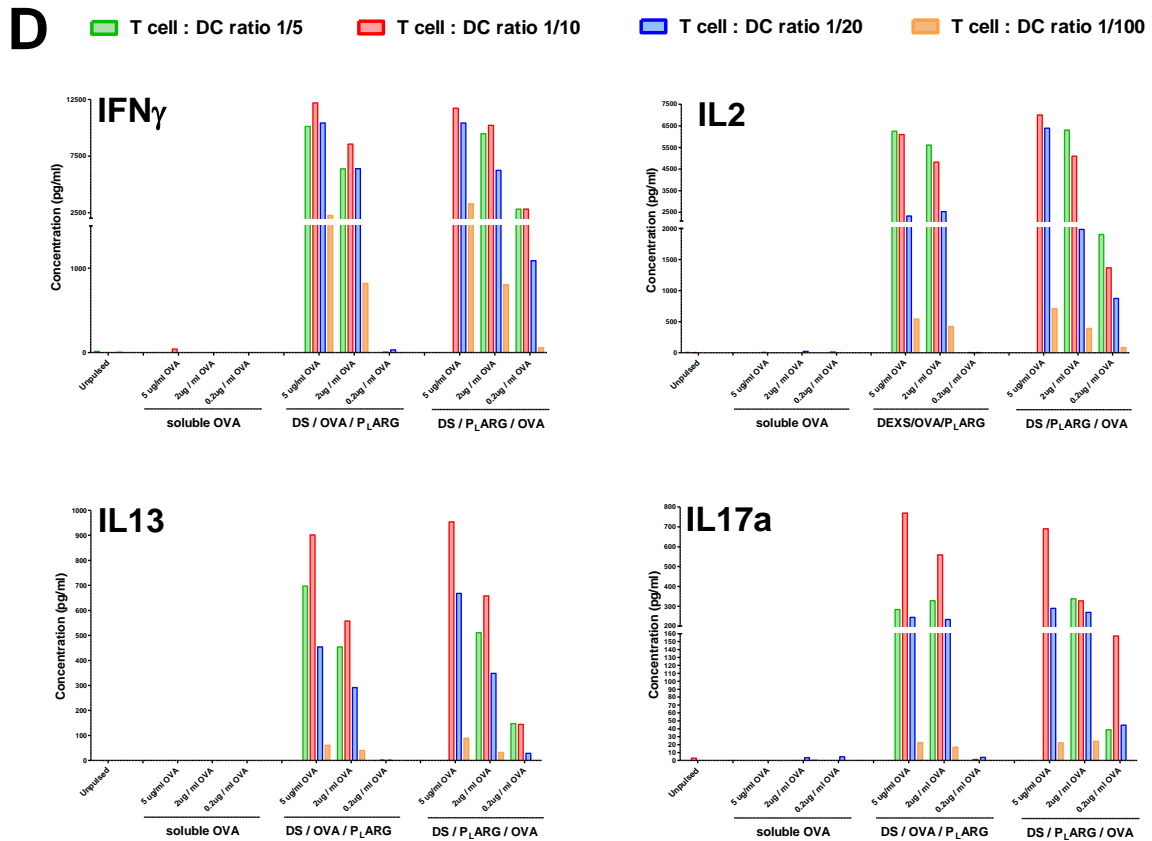 D
T cell : DC ratio 1/5
T cell : DC ratio 1/10
T cell : DC ratio 1/20
T cell : DC ratio 1/100
IFNγ
Concentration (pg/ml)
12500
7500
2500
1000
0
Unpulsed
5 ug/ml OVA
2ug / ml OVA
0.2ug / ml OVA
5 ug/ml OVA
2ug / ml OVA
0.2ug / ml OVA
5 ug/ml OVA
2ug / ml OVA
0.2ug / ml OVA
soluble OVA
DS / OVA / PLARG
DS / PLARG / OVA
IL2
Concentration (pg/ml)
7500
6500
5500
4500
3500
2500
2000
1500
1000
500
0
Unpulsed
5 ug/ml OVA
2ug / ml OVA
0.2ug / ml OVA
5 ug/ml OVA
2ug / ml OVA
0.2ug / ml OVA
5 ug/ml OVA
2ug / ml OVA
0.2ug / ml OVA
soluble OVA
DEXS/OVA/PLARG
DS /PLARG / OVA
IL13
Concentration (pg/ml)
1000
900
800
700
600
500
400
300
200
100
0
Unpulsed
5 ug/ml OVA
2ug / ml OVA
0.2ug / ml OVA
5 ug/ml OVA
2ug / ml OVA
0.2ug / ml OVA
5 ug/ml OVA
2ug / ml OVA
0.2ug / ml OVA
soluble OVA
DS / OVA / PLARG
DS / PLARG / OVA
IL17a
Concentration (pg/ml)
800
700
600
500
400
300
200
160
150
140
130
120
110
100
90
80
70
60
50
40
30
20
10
0
Unpulsed
5 ug/ml OVA
2ug / ml OVA
0.2ug / ml OVA
5 ug/ml OVA
2ug / ml OVA
0.2ug / ml OVA
5 ug/ml OVA
2ug / ml OVA
0.2ug / ml OVA
soluble OVA
DS / OVA / PLARG
DS / PLARG / OVA